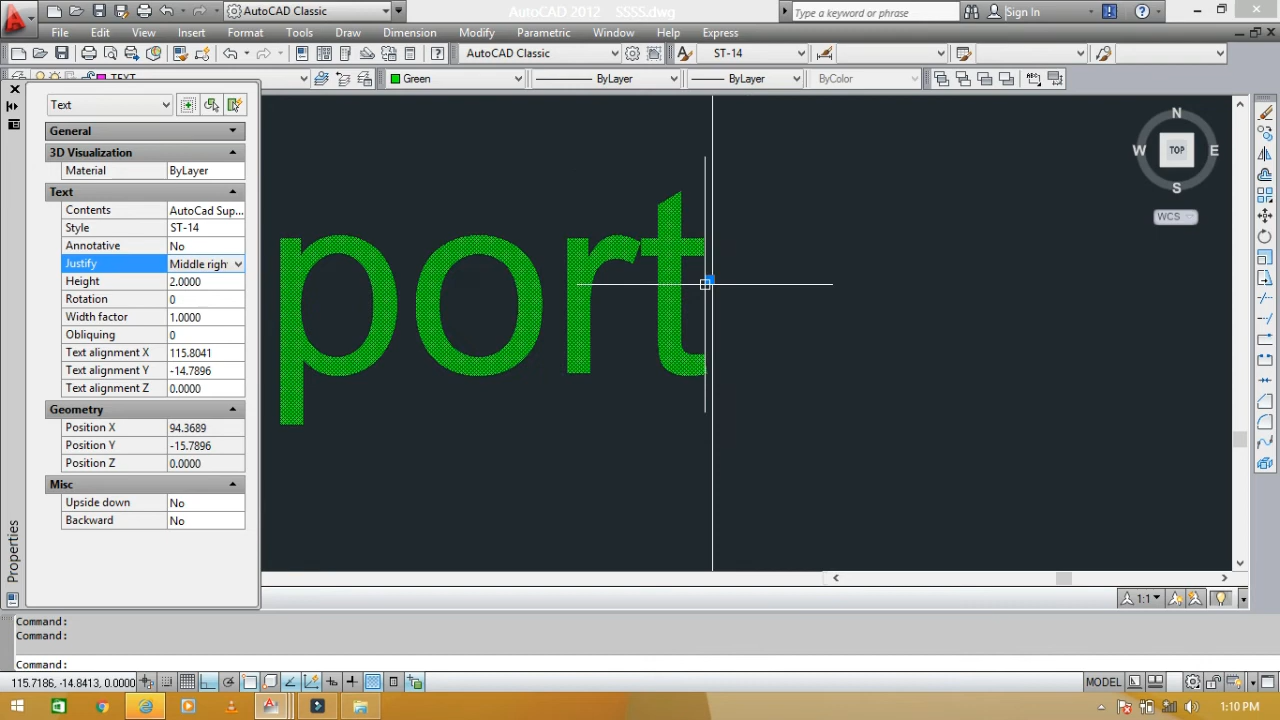 AutoCAD Classic
AutoCAD 2012 SSSS.dwg
Type a keyword or phrase
Sign In
File Edit View Insert Format Tools Draw Dimension Modify Parametric Window Help Express
AutoCAD Classic
ST-14
TEXT
Green
ByLayer
ByLayer
ByColor
Text
General
3D Visualization
Material ByLayer
Text
Contents AutoCad Sup...
Style ST-14
Annotative No
Justify Middle righ
Height 2.0000
Rotation 0
Width factor 1.0000
Obliquing 0
Text alignment X 115.8041
Text alignment Y -14.7896
Text alignment Z 0.0000
Geometry
Position X 94.3689
Position Y -15.7896
Position Z 0.0000
Misc
Upside down No
Backward No
Properties
port
N
W TOP E
S
WCS
1:1
Command:
Command:
Command:
115.7186, -14.8413, 0.0000
MODEL
1:10 PM